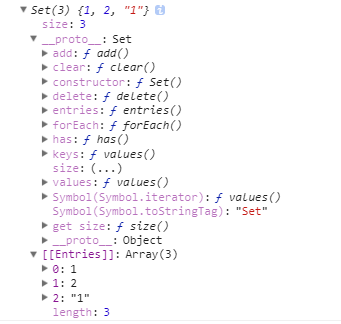 ▼ Set(3) {1, 2, "1"} i
size: 3
▼ __proto__: Set
▶ add: ƒ add()
▶ clear: ƒ clear()
▶ constructor: ƒ Set()
▶ delete: ƒ delete()
▶ entries: ƒ entries()
▶ forEach: ƒ forEach()
▶ has: ƒ has()
▶ keys: ƒ values()
size: (...)
▶ values: ƒ values()
▶ Symbol(Symbol.iterator): ƒ values()
Symbol(Symbol.toStringTag): "Set"
▶ get size: ƒ size()
▶ __proto__: Object
▼ [[Entries]]: Array(3)
▶ 0: 1
▶ 1: 2
▶ 2: "1"
length: 3